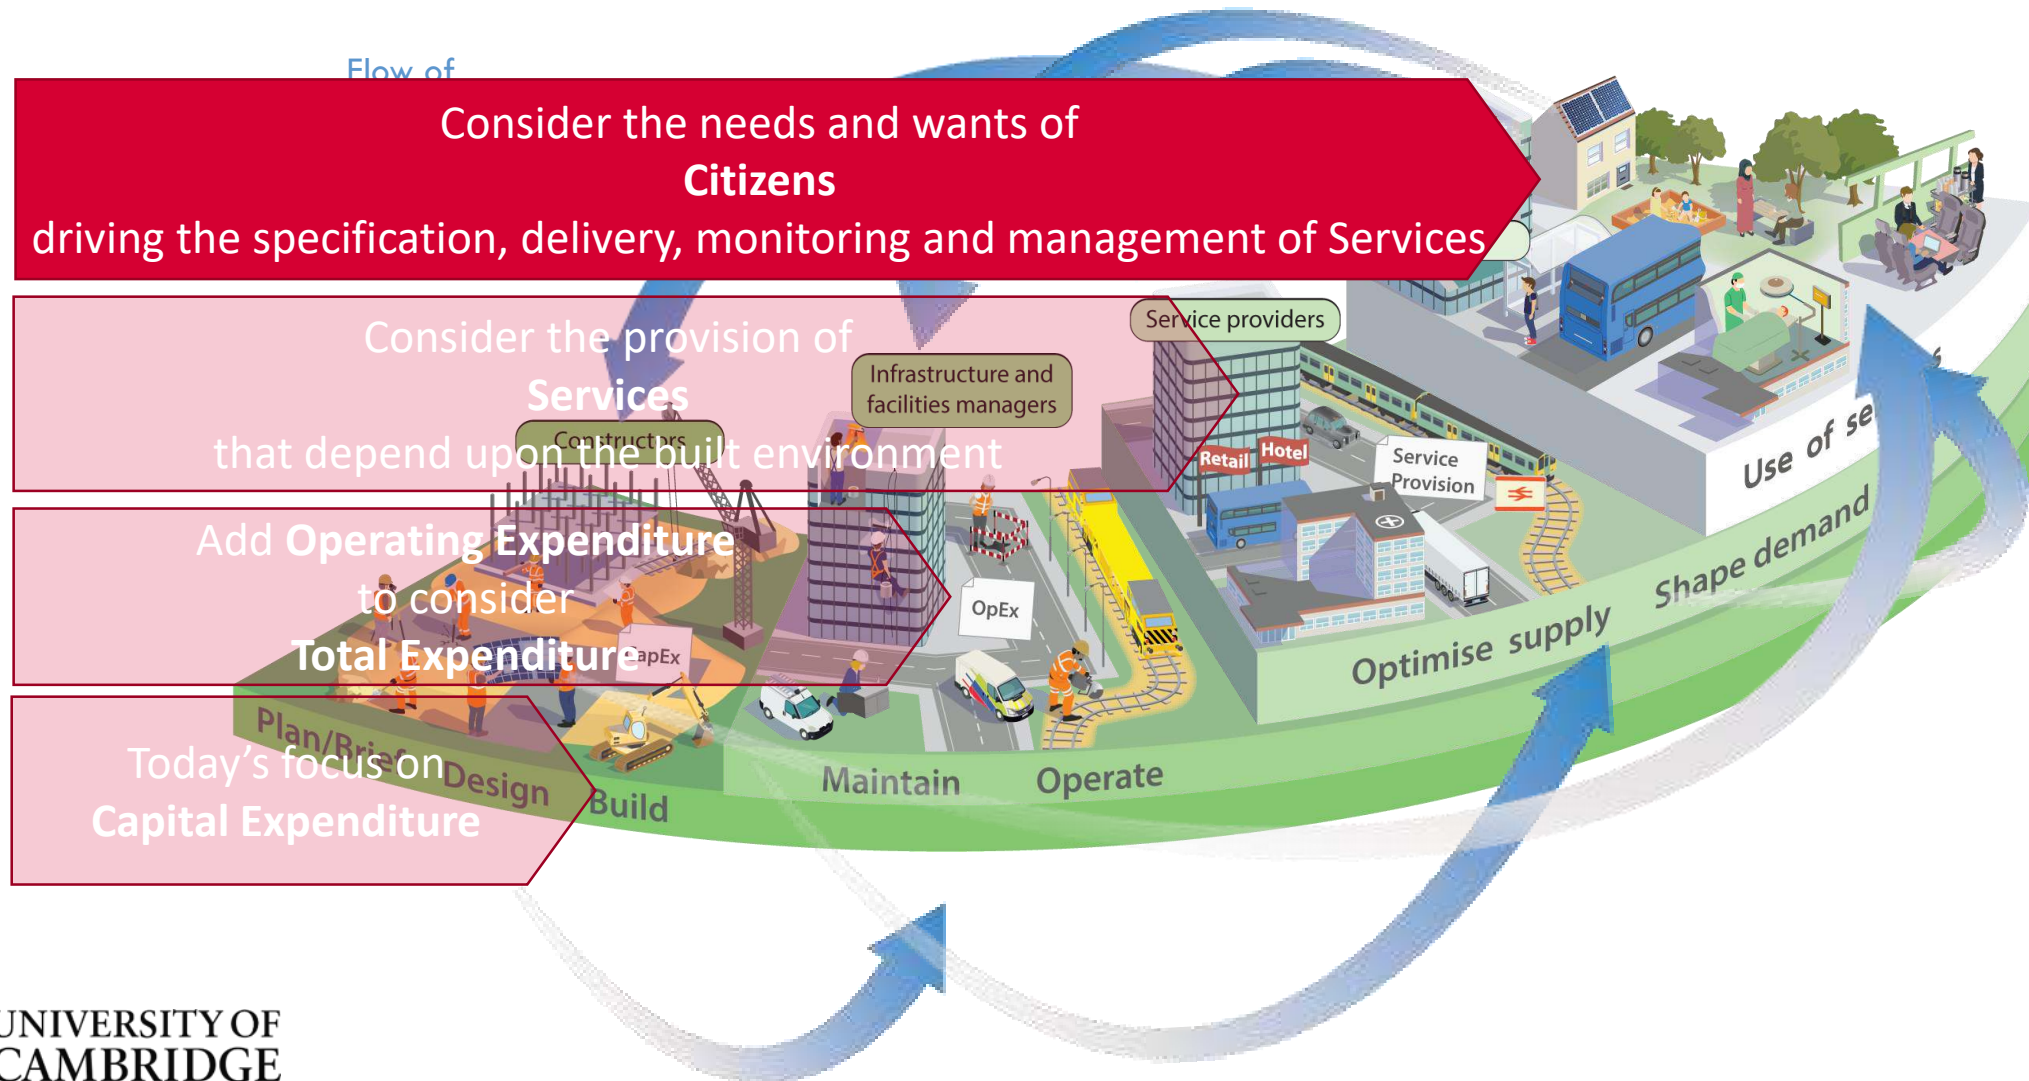 Flow of
Consider the needs and wants of
Citizens
driving the specification, delivery, monitoring and management of Services
Consider the provision of
Services
that depend upon the built environment
Service providers
Infrastructure and
facilities managers
Constructors
Retail
Hotel
Service
Provision
Add Operating Expenditure
to consider
Total Expenditure
CapEx
OpEx
Today's focus on
Capital Expenditure
Plan/Brief
Design
Build
Maintain
Operate
Optimise supply
Shape demand
Use of se
UNIVERSITY OF
CAMBRIDGE